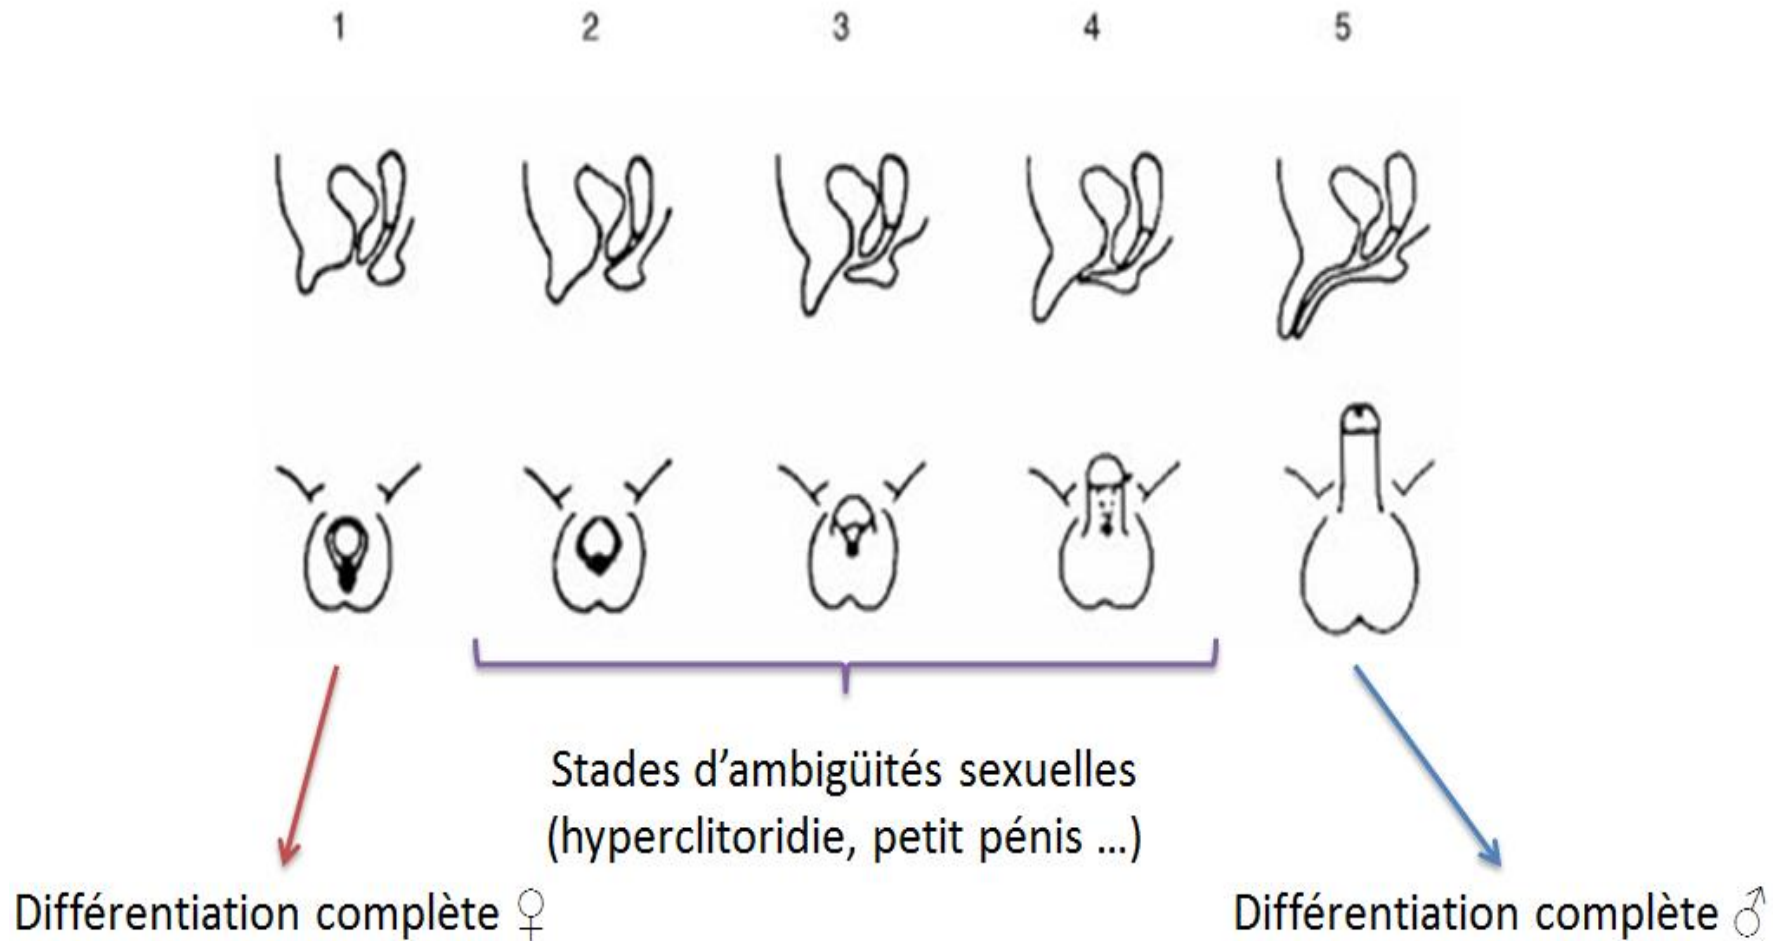 1 2 3 4 5
Stades d’ambigüités sexuelles
(hyperclitoridie, petit pénis ...)
Différentiation complète ♀ Différentiation complète ♂